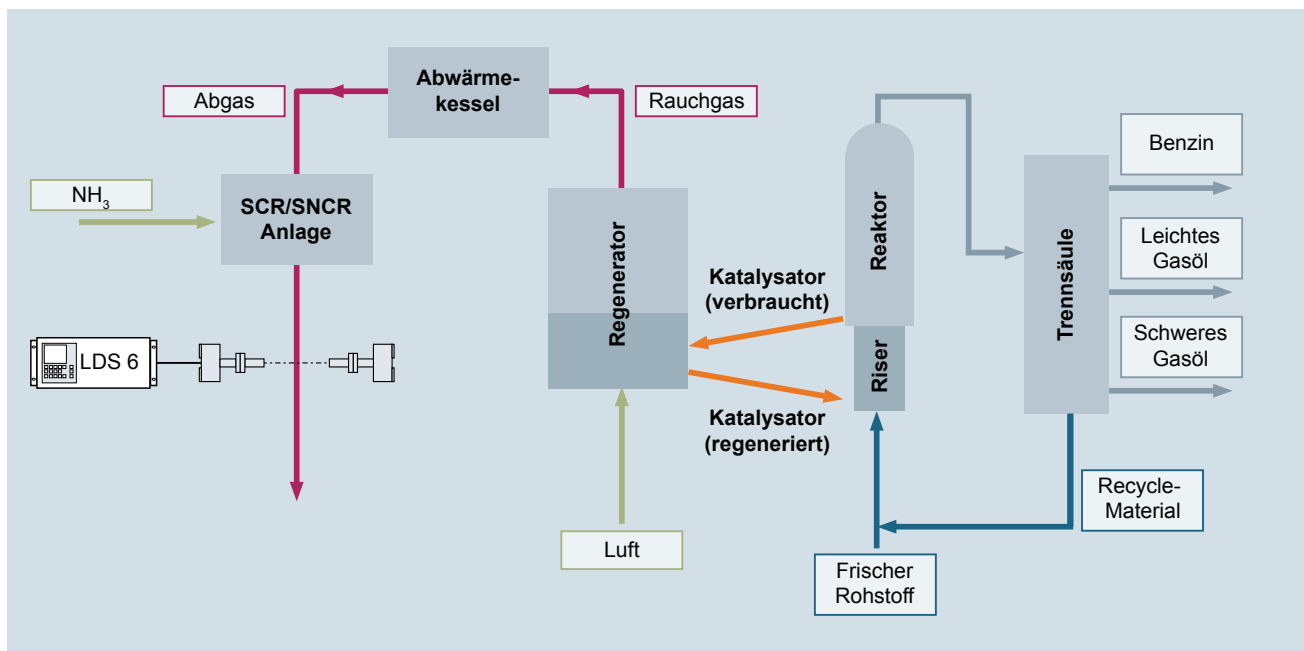 Abwärme-
kessel
Abgas
Rauchgas
NH₃
SCR/SNCR
Anlage
LDS 6
Regenerator
Luft
Katalysator
(verbraucht)
Katalysator
(regeneriert)
Reaktor
Riser
Frischer
Rohstoff
Trennsäule
Benzin
Leichtes
Gasöl
Schweres
Gasöl
Recycle-
Material